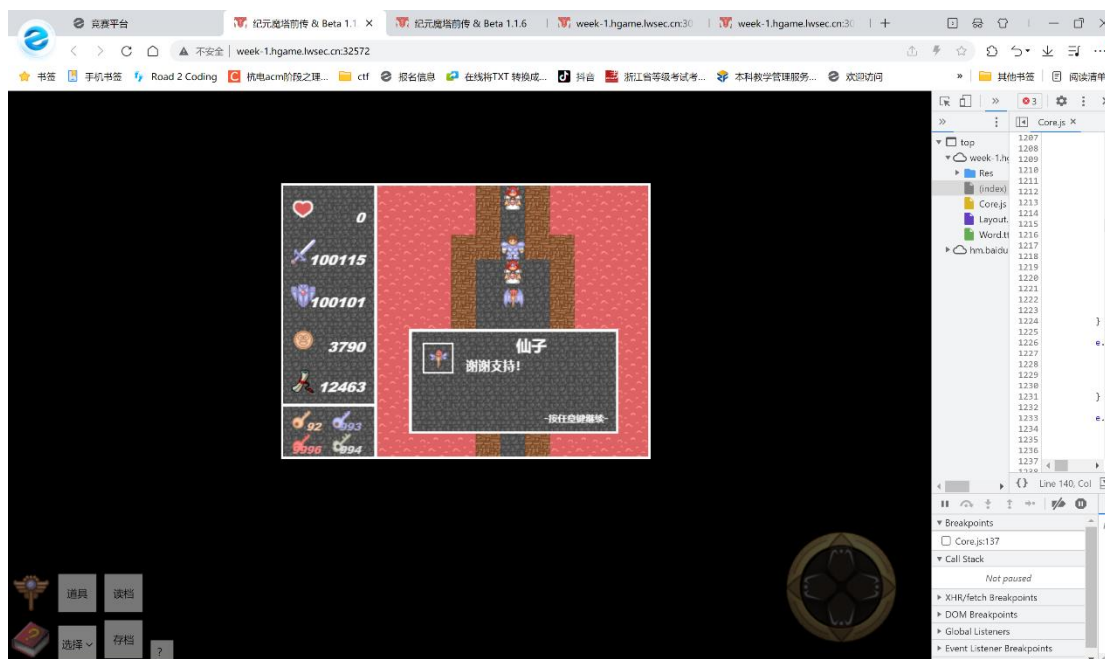 竞赛平台
纪元魔塔前传 & Beta 1.1
纪元魔塔前传 & Beta 1.1.6
week-1.hgame.lwsec.cn:30
week-1.hgame.lwsec.cn:30
不安全 week-1.hgame.lwsec.cn:32572
书签 手机书签 Road 2 Coding 杭电acm阶段之理... ctf 报名信息 在线将TXT 转换成... 抖音 浙江省等级考试考... 本科教学管理服务... 欢迎访问 » 其他书签 阅读清单
» 3
» Core.js ×
top
week-1.hg
Res
(index)
Core.js
Layout.
Word.tt
hm.baidu
1207
1208
1209
1210
1211
1212
1213
1214
1215
1216
1217
1218
1219
1220
1221
1222
1223
1224 }
1225
1226 e.
1227
1228
1229
1230
1231 }
1232
1233 e.
1234
1235
1236
1237
{} Line 140, Col
Breakpoints
Core.js:137
Call Stack
Not paused
XHR/fetch Breakpoints
DOM Breakpoints
Global Listeners
Event Listener Breakpoints
0
100115
100101
3790
12463
92 993
9996 994
仙子
谢谢支持!
-按任意键继续-
道具 读档
选择 存档 ?